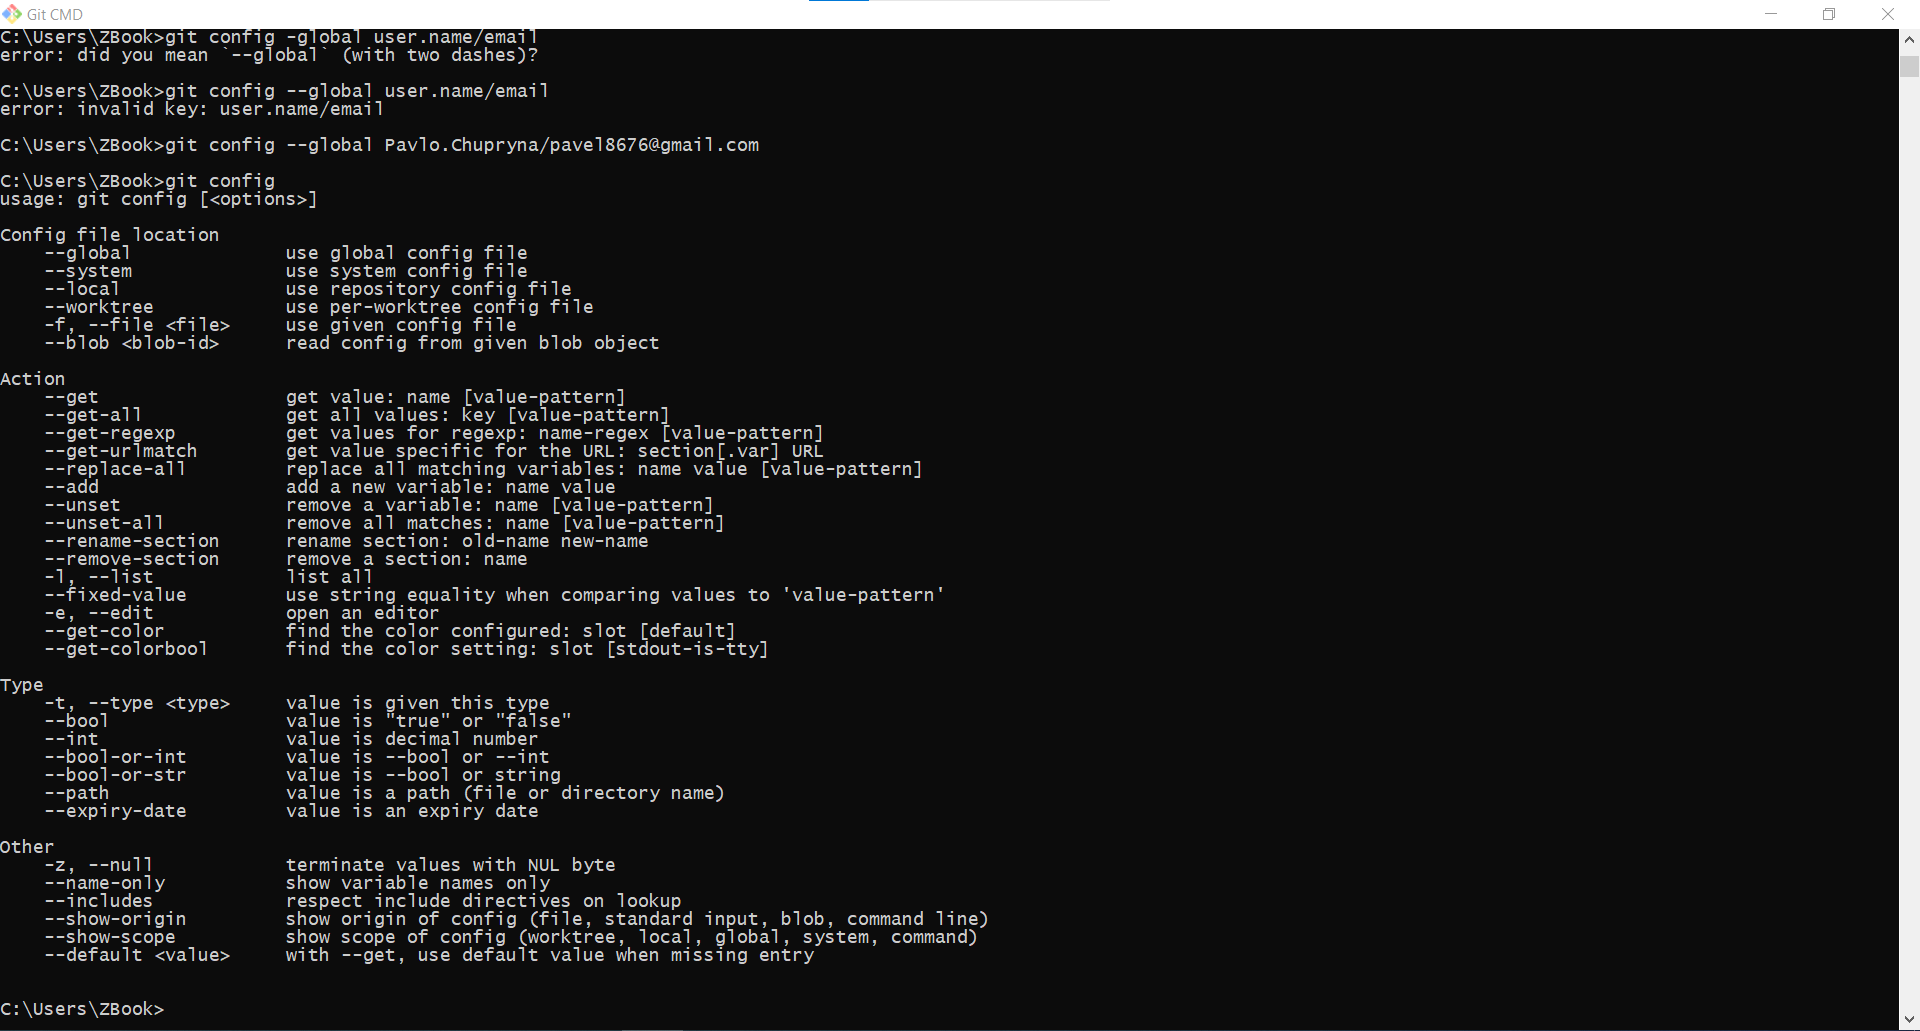 Git CMD
C:\Users\ZBook>git config -global user.name/email
error: did you mean `--global` (with two dashes)?
C:\Users\ZBook>git config --global user.name/email
error: invalid key: user.name/email
C:\Users\ZBook>git config --global Pavlo.Chupryna/pavel8676@gmail.com
C:\Users\ZBook>git config
usage: git config [<options>]
Config file location
--global use global config file
--system use system config file
--local use repository config file
--worktree use per-worktree config file
-f, --file <file> use given config file
--blob <blob-id> read config from given blob object
Action
--get get value: name [value-pattern]
--get-all get all values: key [value-pattern]
--get-regexp get values for regexp: name-regex [value-pattern]
--get-urlmatch get value specific for the URL: section[.var] URL
--replace-all replace all matching variables: name value [value-pattern]
--add add a new variable: name value
--unset remove a variable: name [value-pattern]
--unset-all remove all matches: name [value-pattern]
--rename-section rename section: old-name new-name
--remove-section remove a section: name
-l, --list list all
--fixed-value use string equality when comparing values to 'value-pattern'
-e, --edit open an editor
--get-color find the color configured: slot [default]
--get-colorbool find the color setting: slot [stdout-is-tty]
Type
-t, --type <type> value is given this type
--bool value is "true" or "false"
--int value is decimal number
--bool-or-int value is --bool or --int
--bool-or-str value is --bool or string
--path value is a path (file or directory name)
--expiry-date value is an expiry date
Other
-z, --null terminate values with NUL byte
--name-only show variable names only
--includes respect include directives on lookup
--show-origin show origin of config (file, standard input, blob, command line)
--show-scope show scope of config (worktree, local, global, system, command)
--default <value> with --get, use default value when missing entry
C:\Users\ZBook>